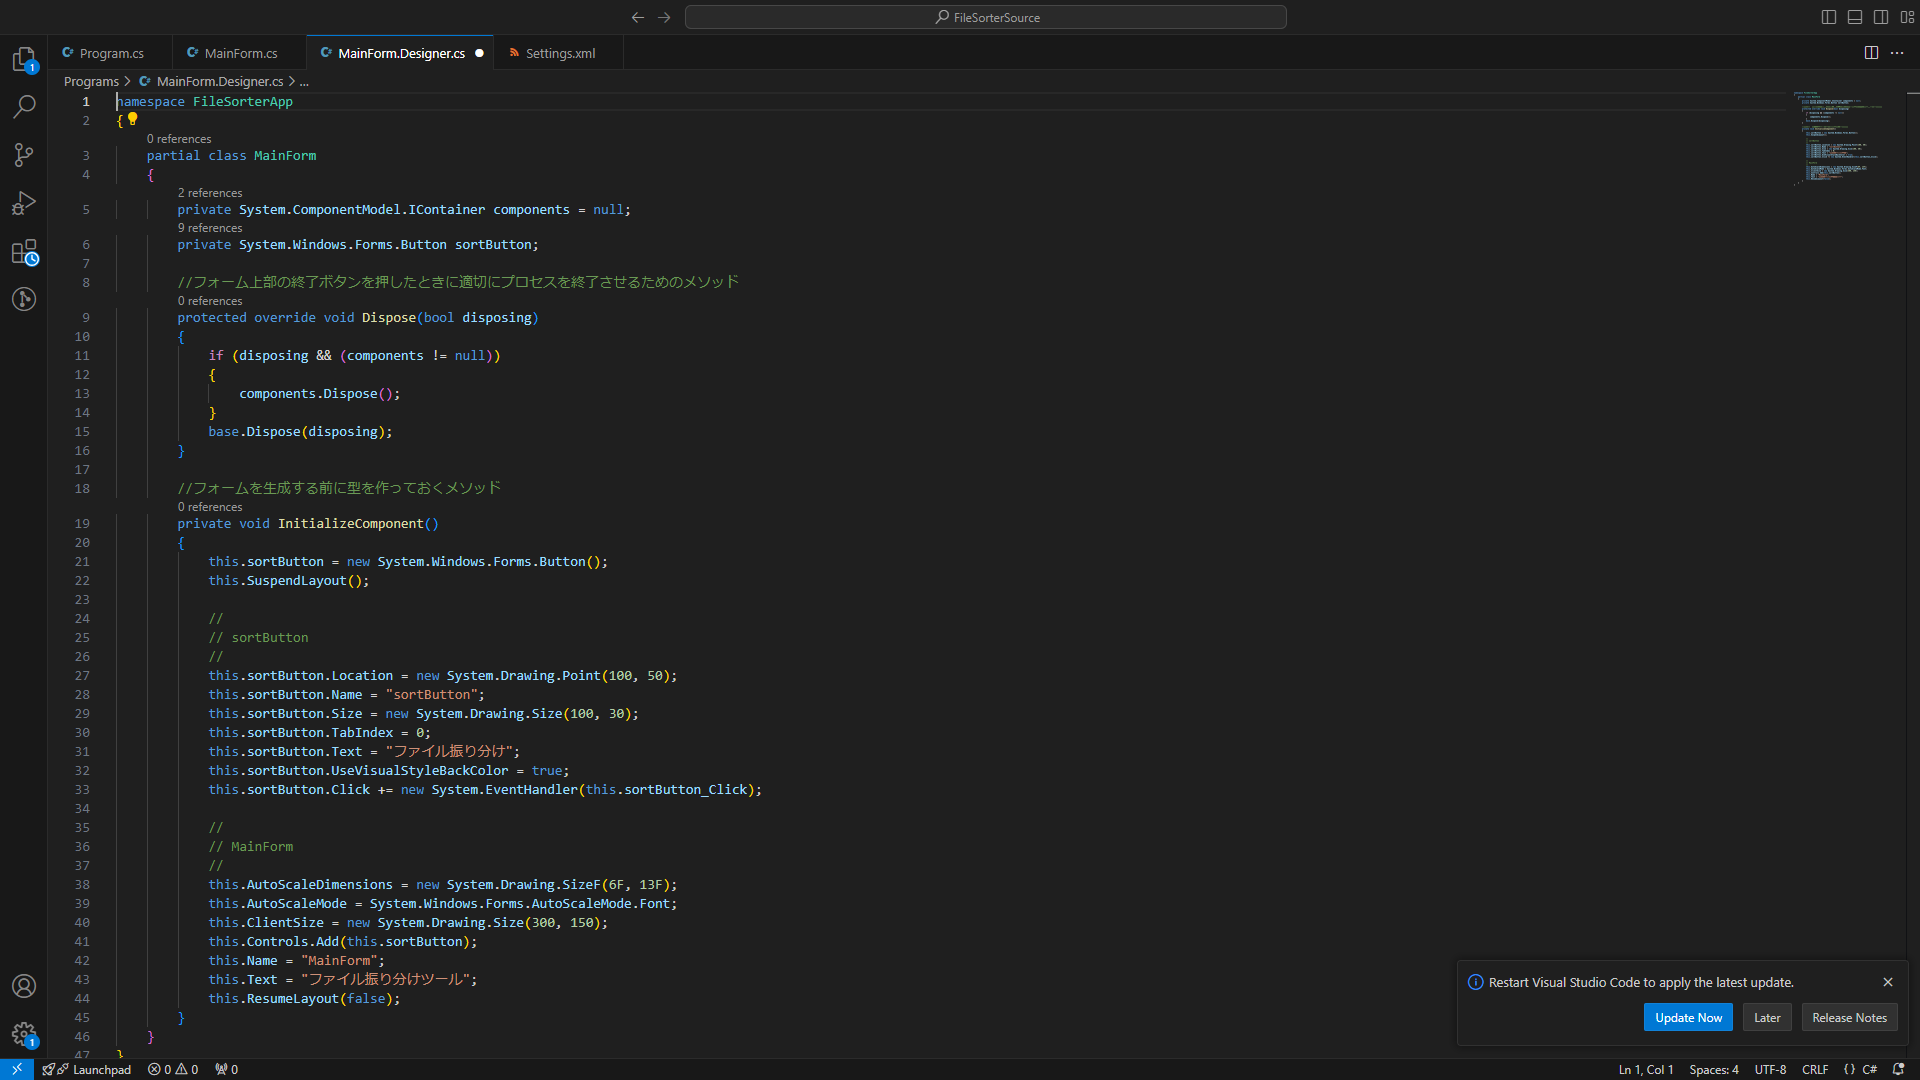 FileSorterSource
Program.cs
MainForm.cs
MainForm.Designer.cs
Settings.xml
Programs > MainForm.Designer.cs > ...
1 namespace FileSorterApp
2 {
0 references
3 partial class MainForm
4 {
2 references
5 private System.ComponentModel.IContainer components = null;
9 references
6 private System.Windows.Forms.Button sortButton;
7
8 //フォーム上部の終了ボタンを押したときに適切にプロセスを終了させるためのメソッド
0 references
9 protected override void Dispose(bool disposing)
10 {
11 if (disposing && (components != null))
12 {
13 components.Dispose();
14 }
15 base.Dispose(disposing);
16 }
17
18 //フォームを生成する前に型を作っておくメソッド
0 references
19 private void InitializeComponent()
20 {
21 this.sortButton = new System.Windows.Forms.Button();
22 this.SuspendLayout();
23
24 //
25 // sortButton
26 //
27 this.sortButton.Location = new System.Drawing.Point(100, 50);
28 this.sortButton.Name = "sortButton";
29 this.sortButton.Size = new System.Drawing.Size(100, 30);
30 this.sortButton.TabIndex = 0;
31 this.sortButton.Text = "ファイル振り分け";
32 this.sortButton.UseVisualStyleBackColor = true;
33 this.sortButton.Click += new System.EventHandler(this.sortButton_Click);
34
35 //
36 // MainForm
37 //
38 this.AutoScaleDimensions = new System.Drawing.SizeF(6F, 13F);
39 this.AutoScaleMode = System.Windows.Forms.AutoScaleMode.Font;
40 this.ClientSize = new System.Drawing.Size(300, 150);
41 this.Controls.Add(this.sortButton);
42 this.Name = "MainForm";
43 this.Text = "ファイル振り分けツール";
44 this.ResumeLayout(false);
45 }
46 }
47 }
1
1
Restart Visual Studio Code to apply the latest update.
Update Now
Later
Release Notes
Launchpad
0
0
0
Ln 1, Col 1
Spaces: 4
UTF-8
CRLF
{ } C#